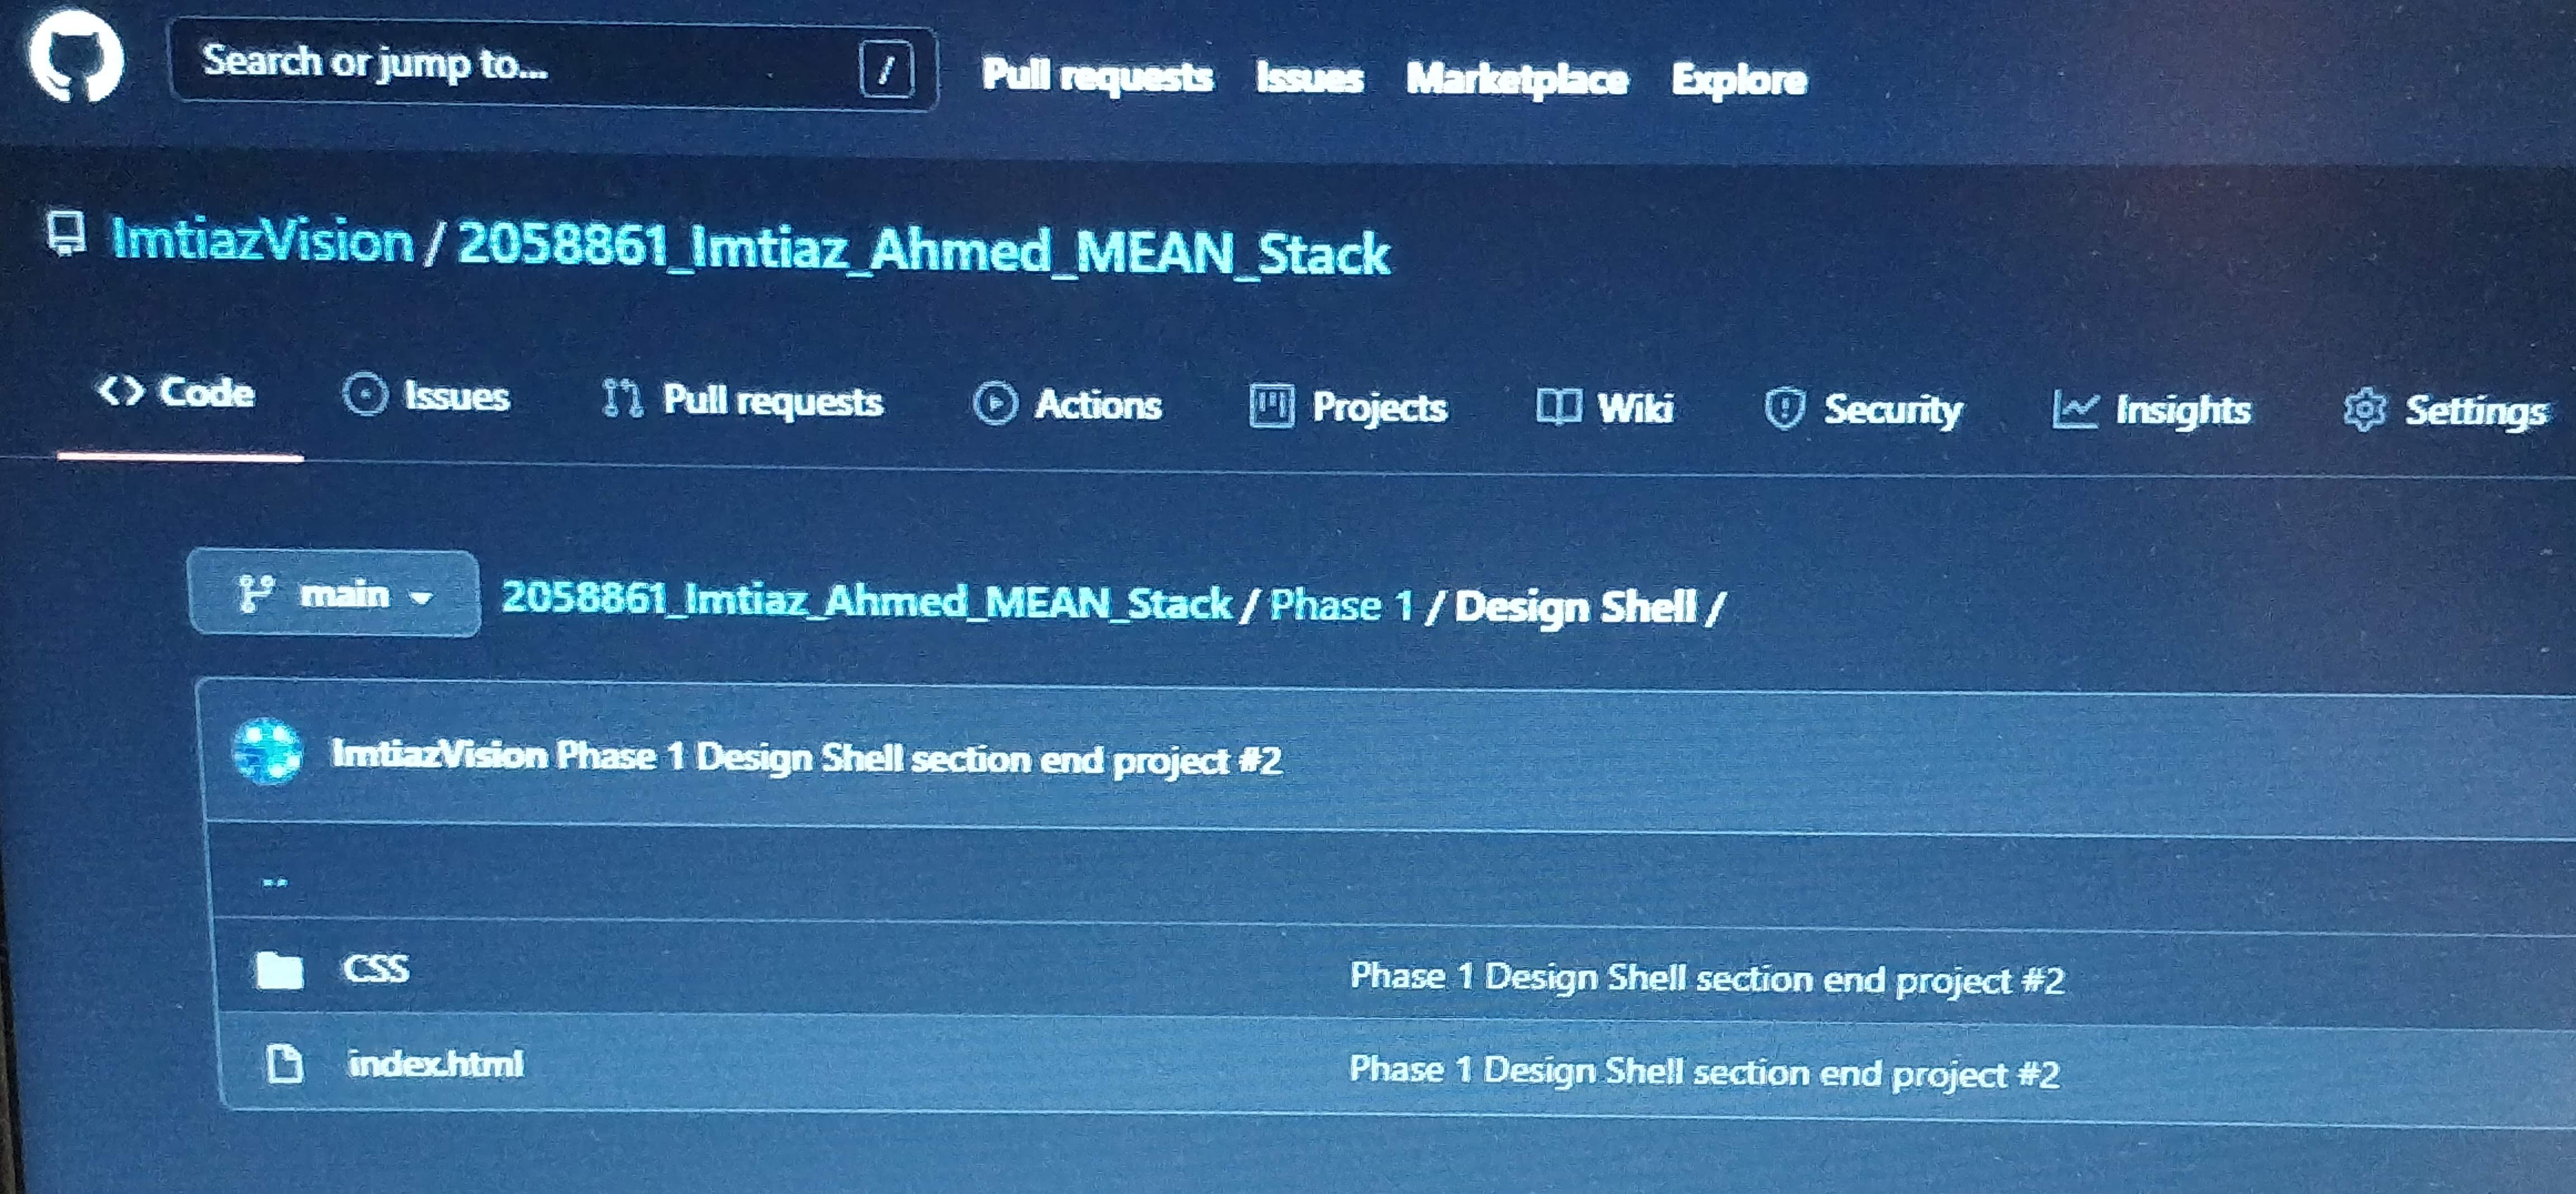 Search or jump to... / Pull requests Issues Marketplace Explore
ImtiazVision / 2058861_Imtiaz_Ahmed_MEAN_Stack
<> Code Issues Pull requests Actions Projects Wiki Security Insights Settings
main 2058861_Imtiaz_Ahmed_MEAN_Stack / Phase 1 / Design Shell /
ImtiazVision Phase 1 Design Shell section end project #2
..
CSS Phase 1 Design Shell section end project #2
index.html Phase 1 Design Shell section end project #2